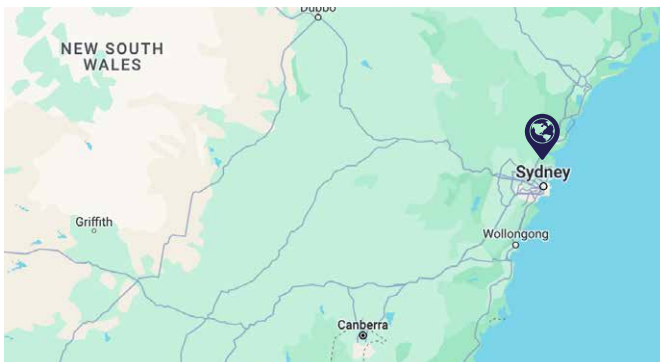 Dubbo
NEW SOUTH
WALES
Sydney
Griffith
Wollongong
Canberra